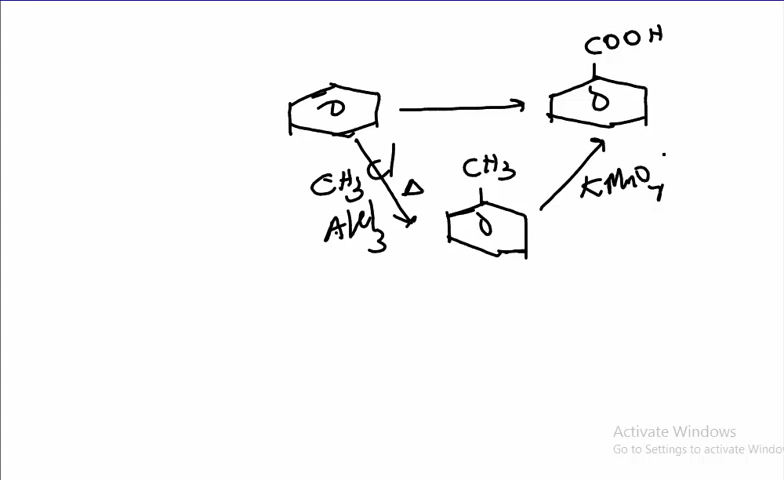 COOH
CH3Cl
Δ
AlCl3
CH3
KMnO4
Activate Windows
Go to Settings to activate Windo